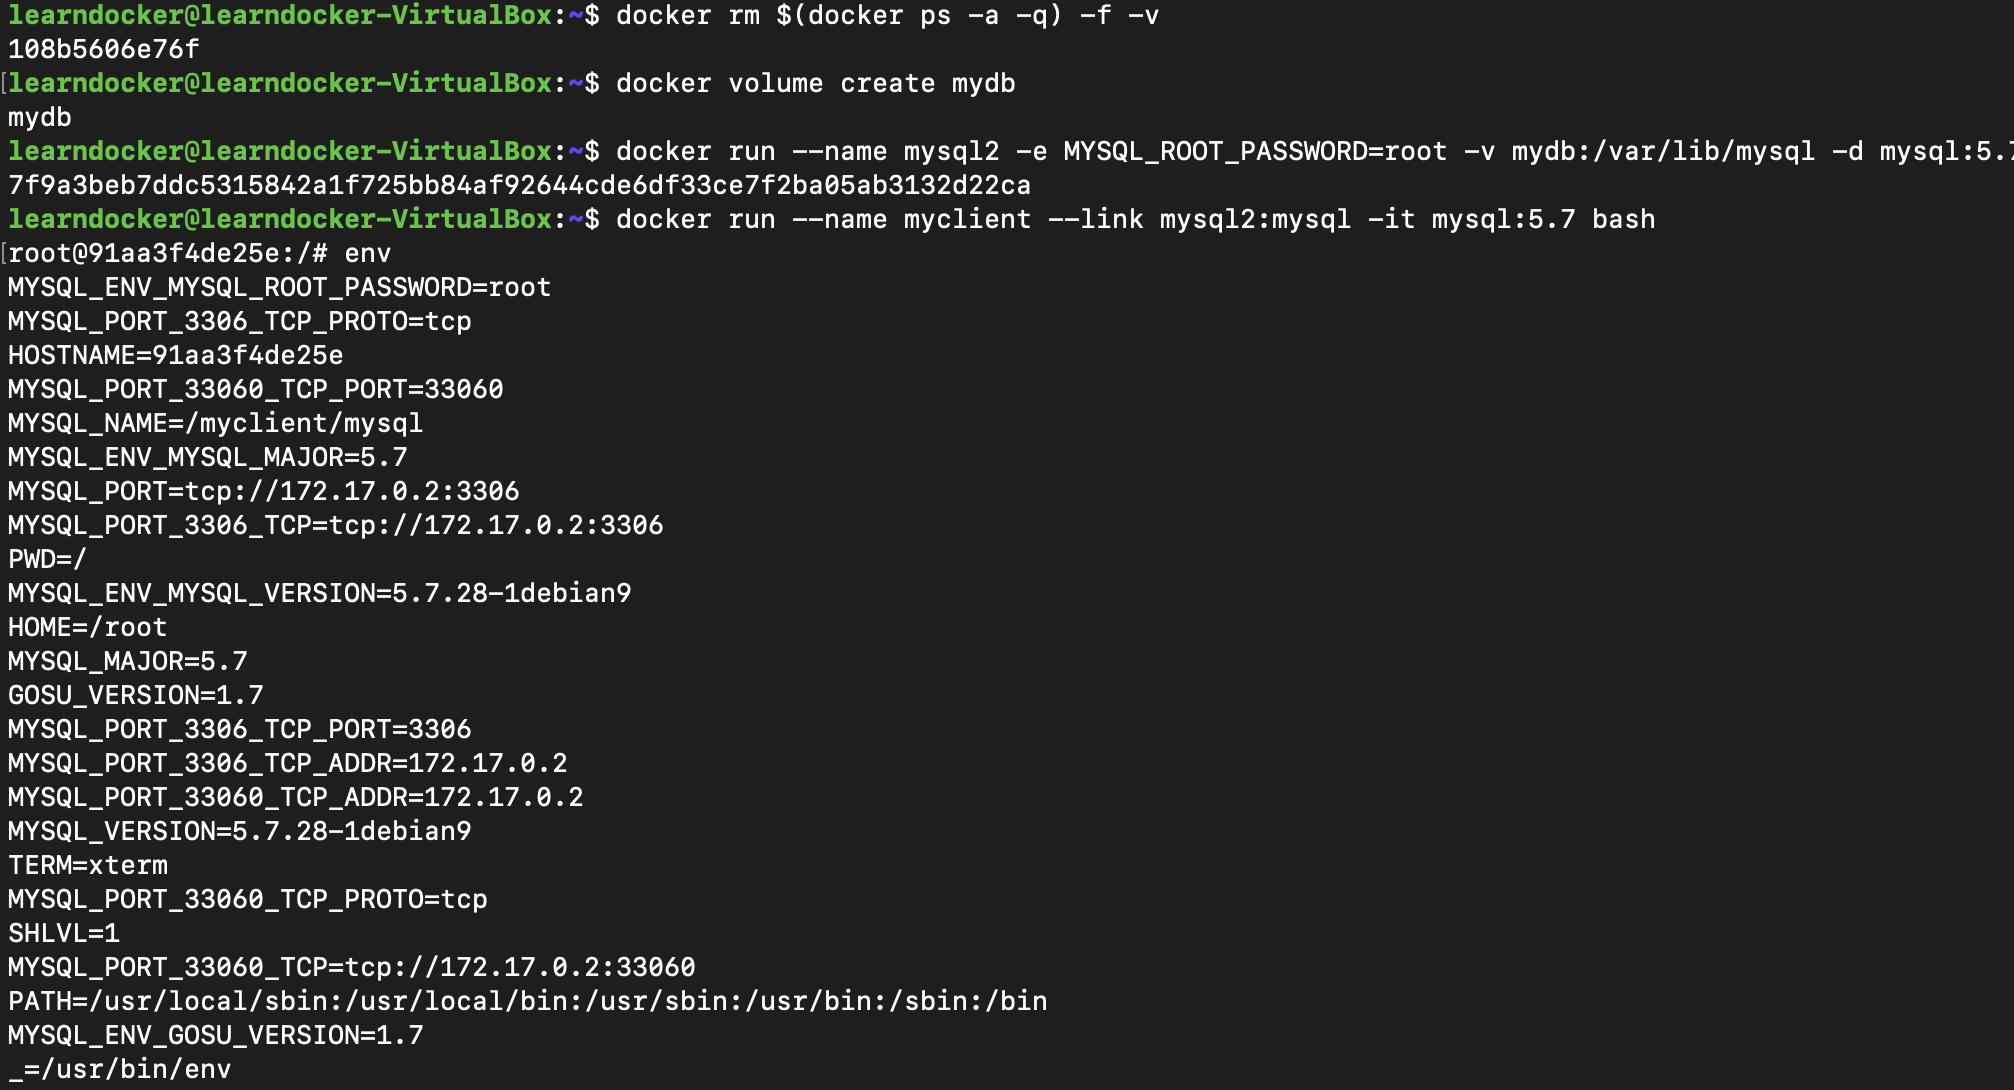 learndocker@learndocker-VirtualBox:~$ docker rm $(docker ps -a -q) -f -v
108b5606e76f
[learndocker@learndocker-VirtualBox:~$ docker volume create mydb
mydb
learndocker@learndocker-VirtualBox:~$ docker run --name mysql2 -e MYSQL_ROOT_PASSWORD=root -v mydb:/var/lib/mysql -d mysql:5.7
7f9a3beb7ddc5315842a1f725bb84af92644cde6df33ce7f2ba05ab3132d22ca
learndocker@learndocker-VirtualBox:~$ docker run --name myclient --link mysql2:mysql -it mysql:5.7 bash
[root@91aa3f4de25e:/# env
MYSQL_ENV_MYSQL_ROOT_PASSWORD=root
MYSQL_PORT_3306_TCP_PROTO=tcp
HOSTNAME=91aa3f4de25e
MYSQL_PORT_33060_TCP_PORT=33060
MYSQL_NAME=/myclient/mysql
MYSQL_ENV_MYSQL_MAJOR=5.7
MYSQL_PORT=tcp://172.17.0.2:3306
MYSQL_PORT_3306_TCP=tcp://172.17.0.2:3306
PWD=/
MYSQL_ENV_MYSQL_VERSION=5.7.28-1debian9
HOME=/root
MYSQL_MAJOR=5.7
GOSU_VERSION=1.7
MYSQL_PORT_3306_TCP_PORT=3306
MYSQL_PORT_3306_TCP_ADDR=172.17.0.2
MYSQL_PORT_33060_TCP_ADDR=172.17.0.2
MYSQL_VERSION=5.7.28-1debian9
TERM=xterm
MYSQL_PORT_33060_TCP_PROTO=tcp
SHLVL=1
MYSQL_PORT_33060_TCP=tcp://172.17.0.2:33060
PATH=/usr/local/sbin:/usr/local/bin:/usr/sbin:/usr/bin:/sbin:/bin
MYSQL_ENV_GOSU_VERSION=1.7
_=/usr/bin/env